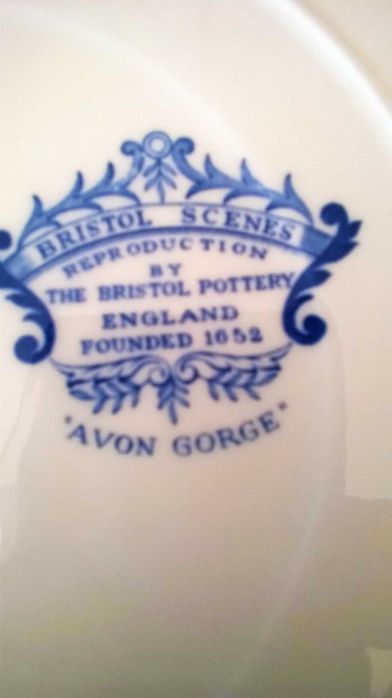 BRISTOL SCENES
REPRODUCTION
BY
THE BRISTOL POTTERY
ENGLAND
FOUNDED 1652
"AVON GORGE"